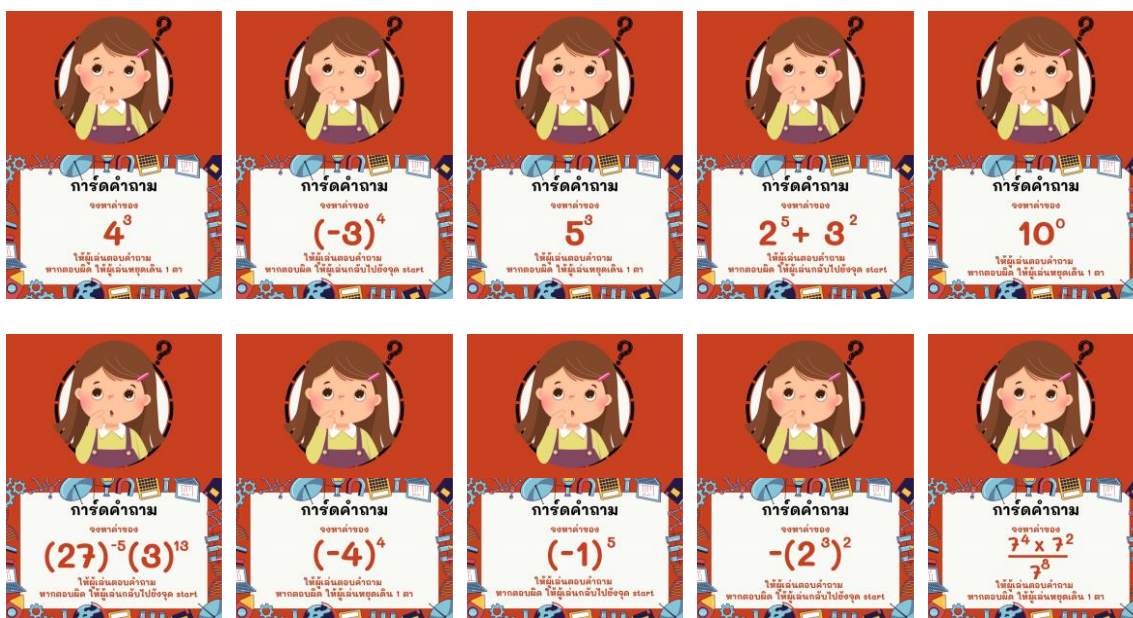 การ์ดคำถาม
จงหาค่าของ
4³
ให้ผู้เล่นตอบคำถาม
หากตอบผิด ให้ผู้เล่นหยุดเดิน 1 ตา
การ์ดคำถาม
จงหาค่าของ
(-3)⁴
ให้ผู้เล่นตอบคำถาม
หากตอบผิด ให้ผู้เล่นกลับไปยังจุด start
การ์ดคำถาม
จงหาค่าของ
5³
ให้ผู้เล่นตอบคำถาม
หากตอบผิด ให้ผู้เล่นหยุดเดิน 1 ตา
การ์ดคำถาม
จงหาค่าของ
2⁵+ 3²
ให้ผู้เล่นตอบคำถาม
หากตอบผิด ให้ผู้เล่นกลับไปยังจุด start
การ์ดคำถาม
จงหาค่าของ
10⁰
ให้ผู้เล่นตอบคำถาม
หากตอบผิด ให้ผู้เล่นหยุดเดิน 1 ตา
การ์ดคำถาม
จงหาค่าของ
(27)⁻⁵(3)¹³
ให้ผู้เล่นตอบคำถาม
หากตอบผิด ให้ผู้เล่นกลับไปยังจุด start
การ์ดคำถาม
จงหาค่าของ
(-4)⁴
ให้ผู้เล่นตอบคำถาม
หากตอบผิด ให้ผู้เล่นหยุดเดิน 1 ตา
การ์ดคำถาม
จงหาค่าของ
(-1)⁵
ให้ผู้เล่นตอบคำถาม
หากตอบผิด ให้ผู้เล่นกลับไปยังจุด start
การ์ดคำถาม
จงหาค่าของ
-(2³)²
ให้ผู้เล่นตอบคำถาม
หากตอบผิด ให้ผู้เล่นกลับไปยังจุด start
การ์ดคำถาม
จงหาค่าของ
7⁴ x 7²
7⁸
ให้ผู้เล่นตอบคำถาม
หากตอบผิด ให้ผู้เล่นหยุดเดิน 1 ตา